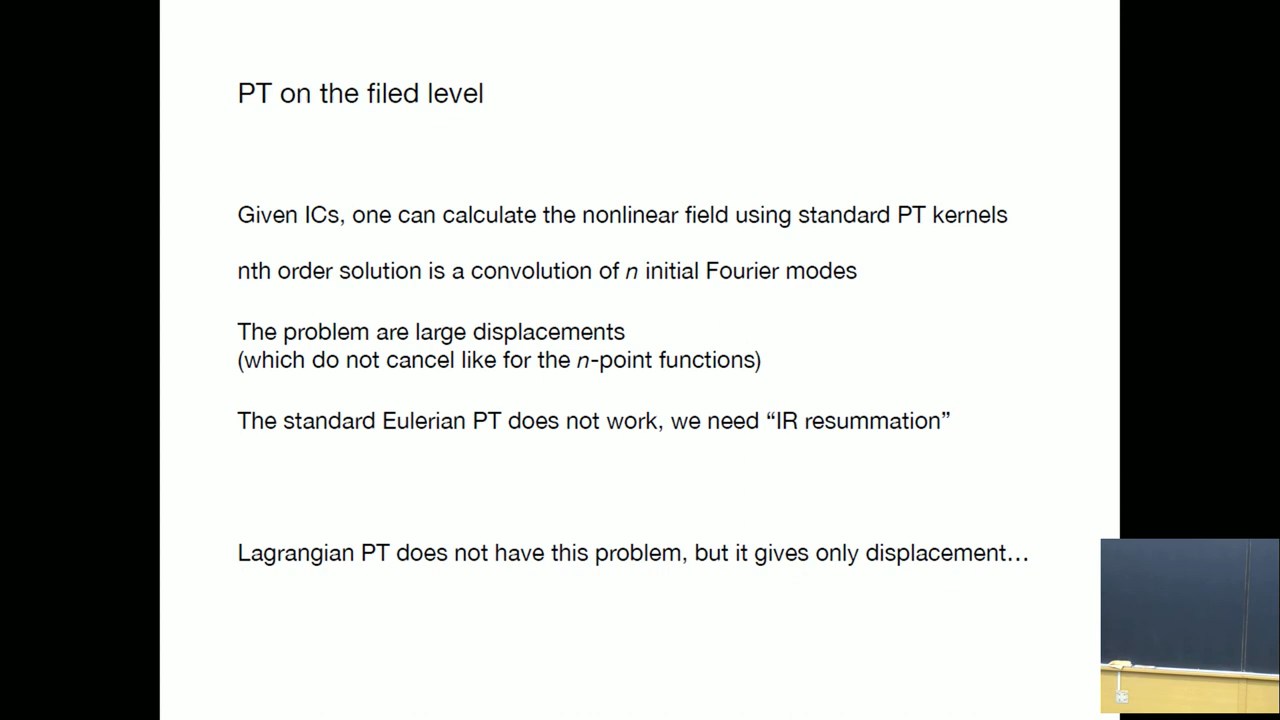 PT on the filed level
Given ICs, one can calculate the nonlinear field using standard PT kernels
nth order solution is a convolution of n initial Fourier modes
The problem are large displacements
(which do not cancel like for the n-point functions)
The standard Eulerian PT does not work, we need “IR resummation”
Lagrangian PT does not have this problem, but it gives only displacement…